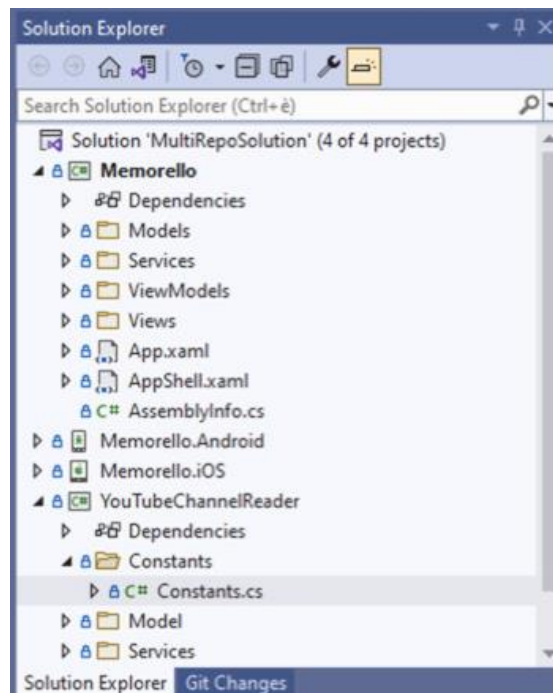 Solution Explorer
Search Solution Explorer (Ctrl+è)
Solution 'MultiRepoSolution' (4 of 4 projects)
Memorello
Dependencies
Models
Services
ViewModels
Views
App.xaml
AppShell.xaml
C# AssemblyInfo.cs
Memorello.Android
Memorello.iOS
C# YouTubeChannelReader
Dependencies
Constants
C# Constants.cs
Model
Services
Solution Explorer Git Changes